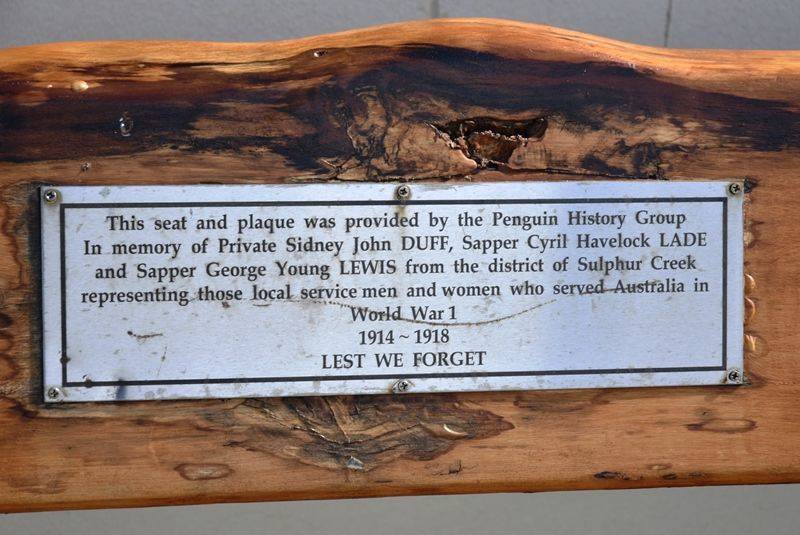 This seat and plaque was provided by the Penguin History Group
In memory of Private Sidney John DUFF, Sapper Cyril Havelock LADE
and Sapper George Young LEWIS from the district of Sulphur Creek
representing those local service men and women who served Australia in
World War 1
1914 ~ 1918
LEST WE FORGET